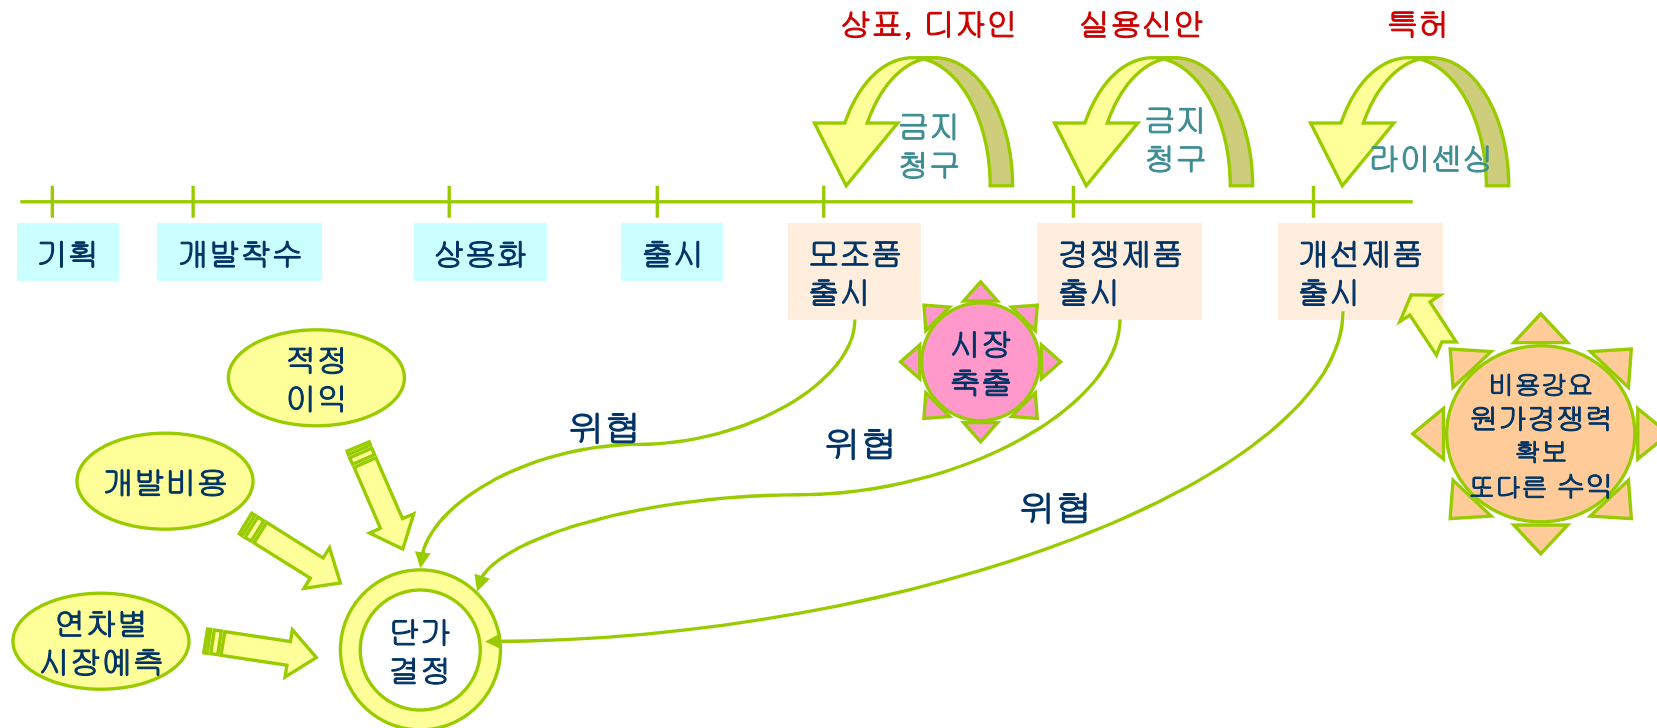 상표, 디자인
실용신안
특허
금지
청구
금지
청구
라이센싱
기획
개발착수
상용화
출시
모조품
출시
경쟁제품
출시
개선제품
출시
시장
축출
적정
이익
비용강요
원가경쟁력
확보
또다른 수익
위협
위협
위협
개발비용
연차별
시장예측
단가
결정